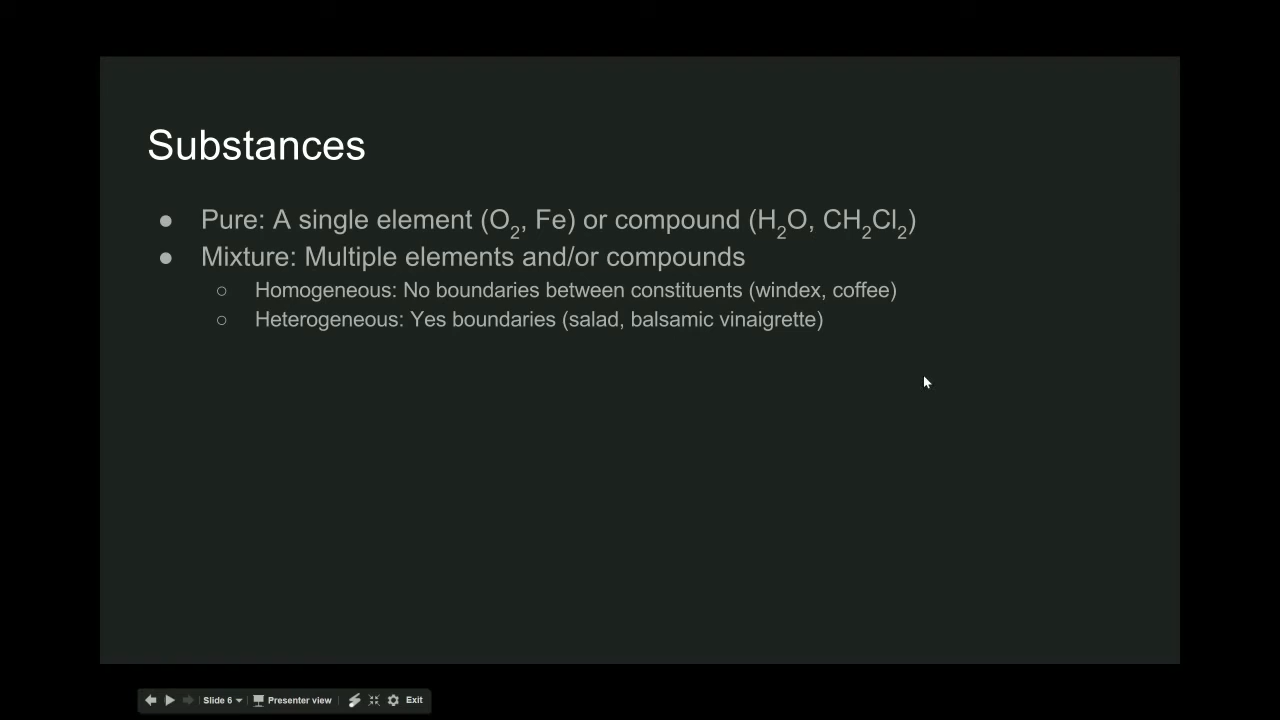 Substances
● Pure: A single element (O₂, Fe) or compound (H₂O, CH₂Cl₂)
● Mixture: Multiple elements and/or compounds
○ Homogeneous: No boundaries between constituents (windex, coffee)
○ Heterogeneous: Yes boundaries (salad, balsamic vinaigrette)
Slide 6 Presenter view Exit